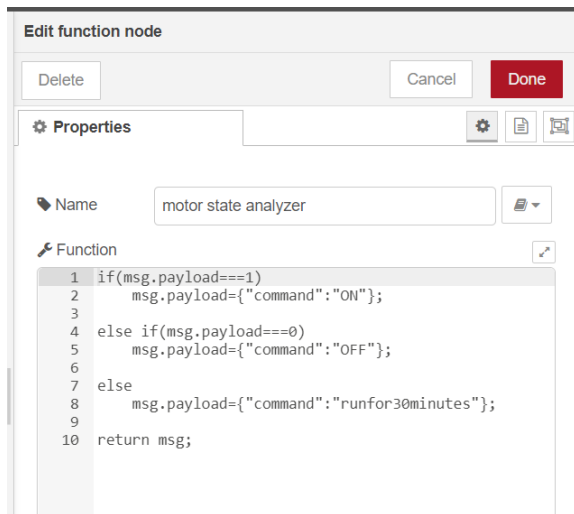 Edit function node
Delete Cancel Done
Properties
Name motor state analyzer
Function
1 if(msg.payload===1)
2     msg.payload={"command":"ON"};
3
4 else if(msg.payload===0)
5     msg.payload={"command":"OFF"};
6
7 else
8     msg.payload={"command":"runfor30minutes"};
9
10 return msg;